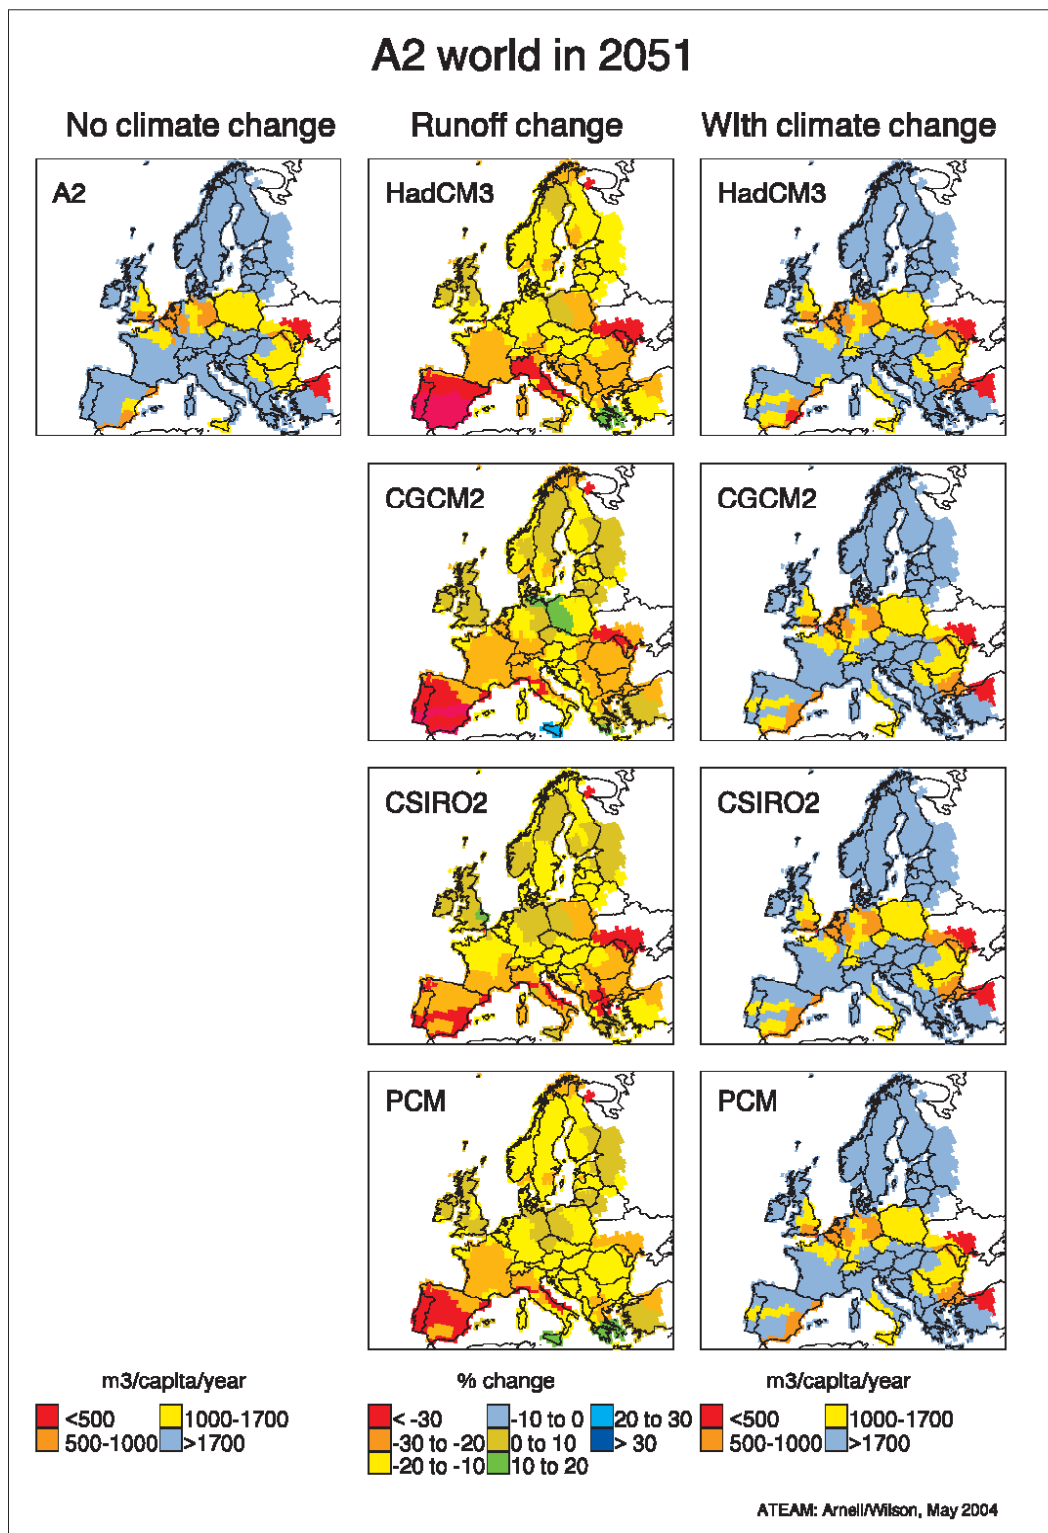 A2 world in 2051
No climate change
Runoff change
With climate change
A2
HadCM3
HadCM3
CGCM2
CGCM2
CSIRO2
CSIRO2
PCM
PCM
m3/capita/year
<500
1000-1700
500-1000
>1700
% change
< -30
-10 to 0
20 to 30
-30 to -20
0 to 10
> 30
-20 to -10
10 to 20
m3/capita/year
<500
1000-1700
500-1000
>1700
ATEAM: Arnell/Wilson, May 2004